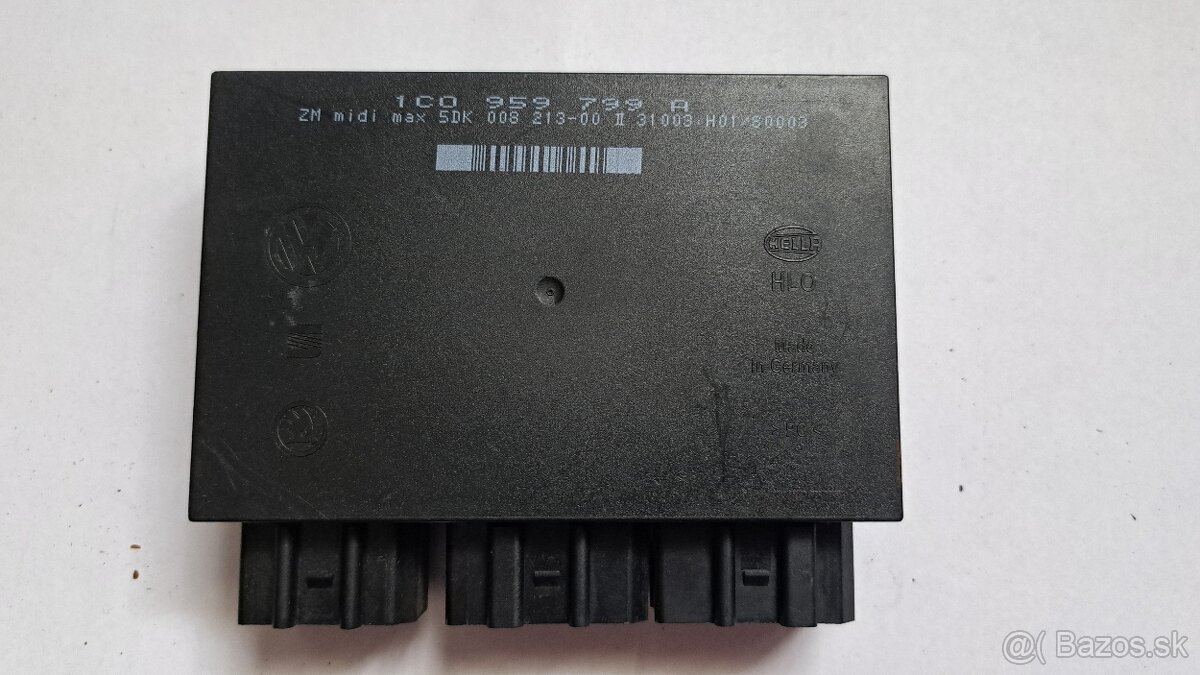 1C0 959 799 A
ZM midi max 5DK 008 213-00 II 31003 H01/S0003
HELLA
HLO
Made
in Germany
@( Bazos.sk